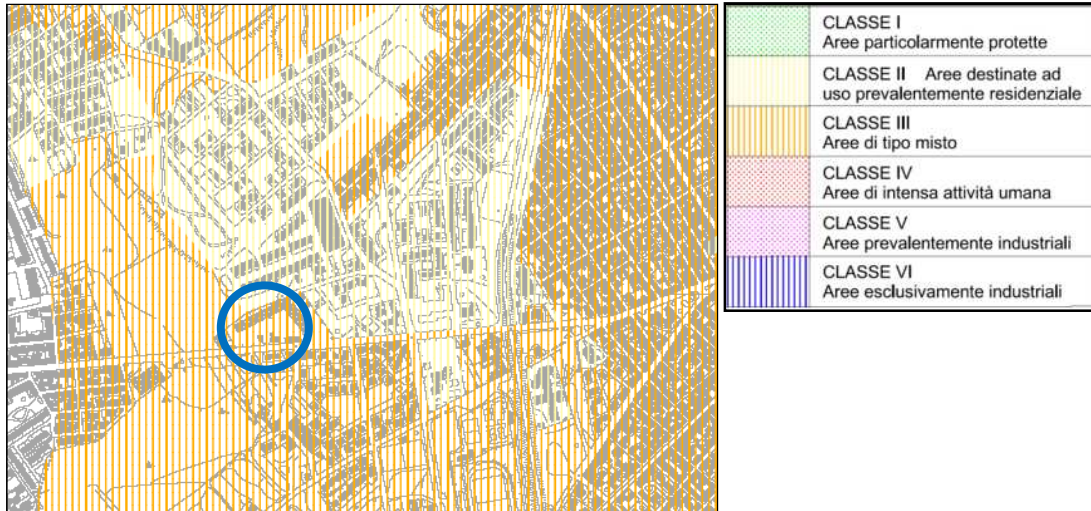 CLASSE I
Aree particolarmente protette
CLASSE II Aree destinate ad
uso prevalentemente residenziale
CLASSE III
Aree di tipo misto
CLASSE IV
Aree di intensa attività umana
CLASSE V
Aree prevalentemente industriali
CLASSE VI
Aree esclusivamente industriali